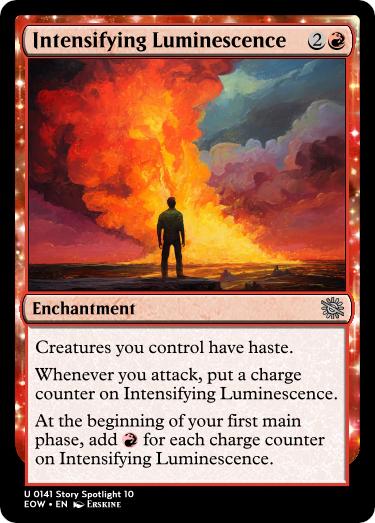 Intensifying Luminescence 2
Enchantment
Creatures you control have haste.
Whenever you attack, put a charge
counter on Intensifying Luminescence.
At the beginning of your first main
phase, add for each charge counter
on Intensifying Luminescence.
U 0141 Story Spotlight 10
EOW • EN Erskine